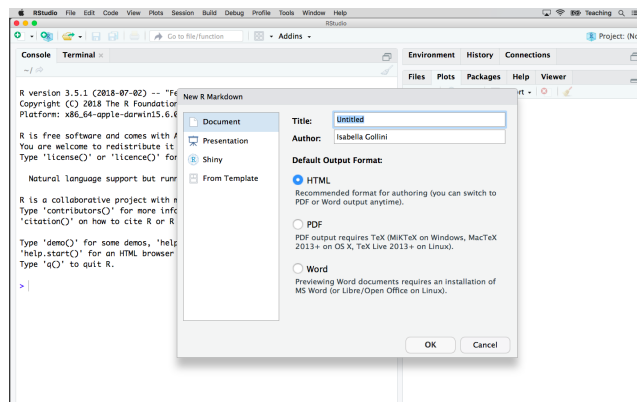 RStudio File Edit Code View Plots Session Build Debug Profile Tools Window Help Teaching
RStudio
Go to file/function Addins Project: (No
Console Terminal
~/
R version 3.5.1 (2018-07-02) -- "Fe
Copyright (C) 2018 The R Foundation
Platform: x86_64-apple-darwin15.6.0
R is free software and comes with A
You are welcome to redistribute it
Type 'license()' or 'licence()' for
Natural language support but runn
R is a collaborative project with m
Type 'contributors()' for more info
'citation()' on how to cite R or R
Type 'demo()' for some demos, 'help
'help.start()' for an HTML browser
Type 'q()' to quit R.
>
New R Markdown
Document
Presentation
Shiny
From Template
Title: Untitled
Author: Isabella Gollini
Default Output Format:
HTML
Recommended format for authoring (you can switch to
PDF or Word output anytime).
PDF
PDF output requires TeX (MiKTeX on Windows, MacTeX
2013+ on OS X, TeX Live 2013+ on Linux).
Word
Previewing Word documents requires an installation of
MS Word (or Libre/Open Office on Linux).
OK Cancel
Environment History Connections
Files Plots Packages Help Viewer
rt